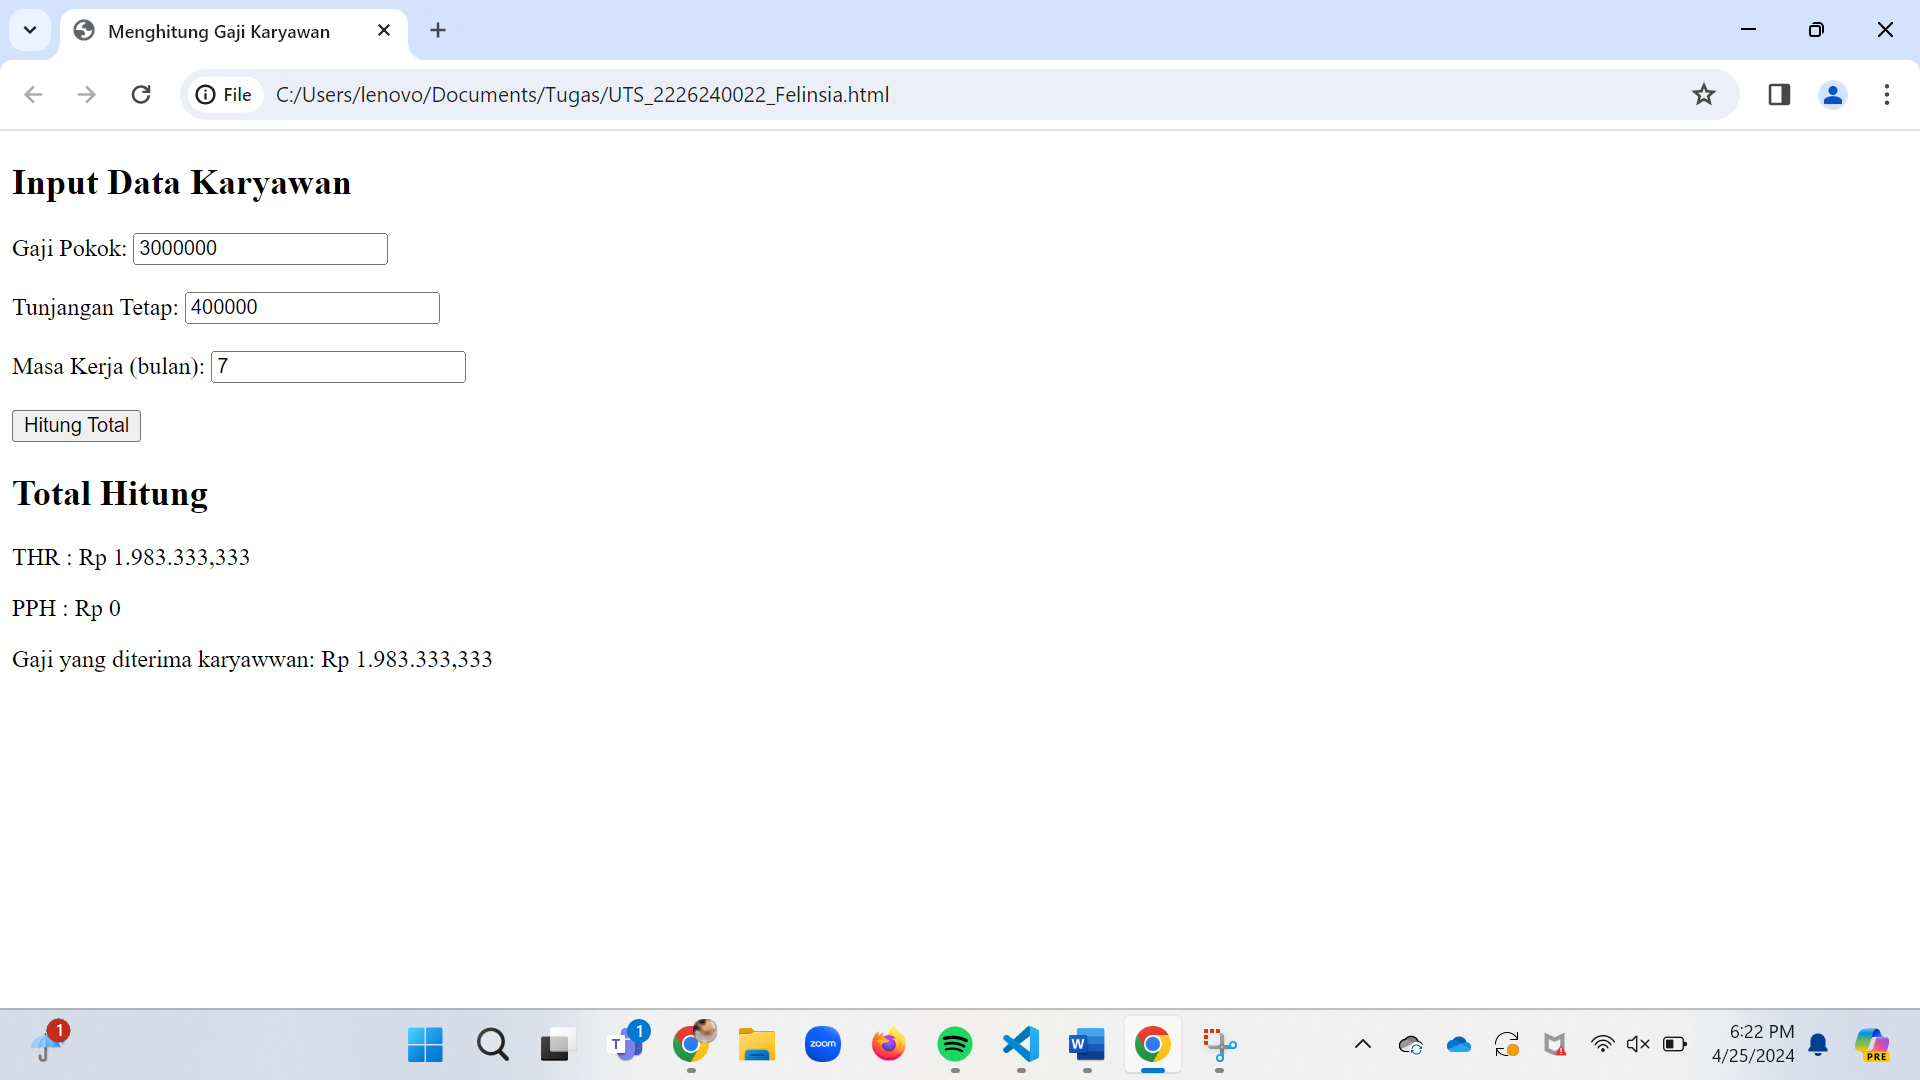 Menghitung Gaji Karyawan
File C:/Users/lenovo/Documents/Tugas/UTS_2226240022_Felinsia.html
Input Data Karyawan
Gaji Pokok: 3000000
Tunjangan Tetap: 400000
Masa Kerja (bulan): 7
Hitung Total
Total Hitung
THR : Rp 1.983.333,333
PPH : Rp 0
Gaji yang diterima karyawwan: Rp 1.983.333,333
1
T 1
zoom
W
PRE
6:22 PM
4/25/2024